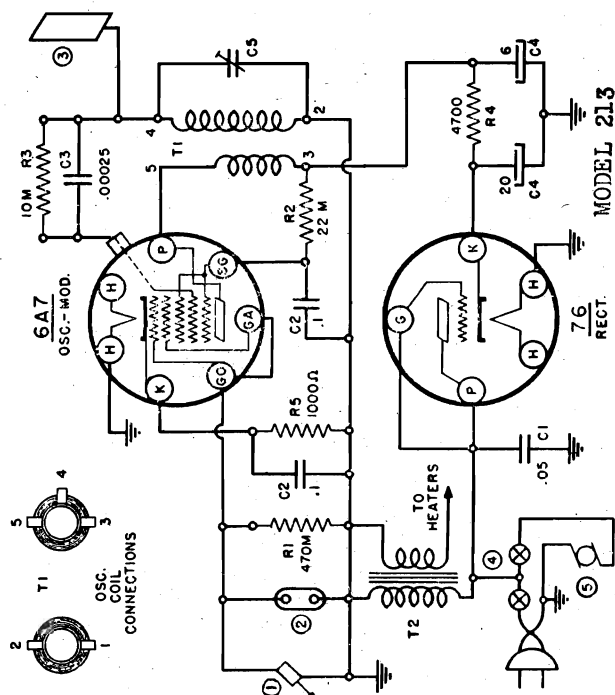 ③
10M R3
C3
.00025
4
5
T1
C5
2
3
6A7
OSC.-MOD.
H
H
P
SG
GA
GO
K
R2
22 M
C2
.1
R5
1000Ω
C2
.1
R1
470M
②
①
TO
HEATERS
T2
5
4
3
T1
2
1
OSC.
COIL
CONNECTIONS
4700
R4
6
C4
20
C4
G
K
P
H
H
76
RECT.
C1
.05
④
⑤
MODEL 213